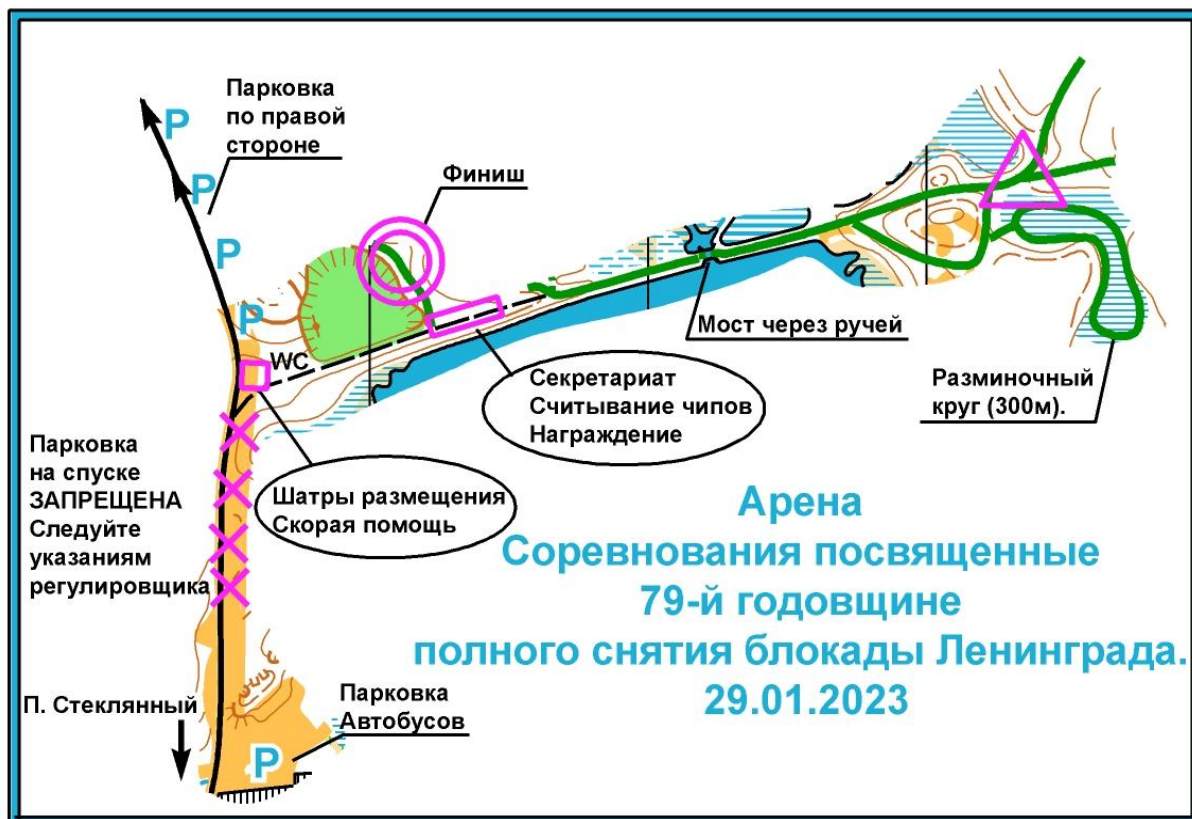 Парковка
по правой
стороне
P
P
P
P
Финиш
WC
Мост через ручей
Секретариат
Считывание чипов
Награждение
Разминочный
круг (300м).
Парковка
на спуске
ЗАПРЕЩЕНА
Следуйте
указаниям
регулировщика
Шатры размещения
Скорая помощь
Арена
Соревнования посвященные
79-й годовщине
полного снятия блокады Ленинграда.
29.01.2023
П. Стеклянный
Парковка
Автобусов
P